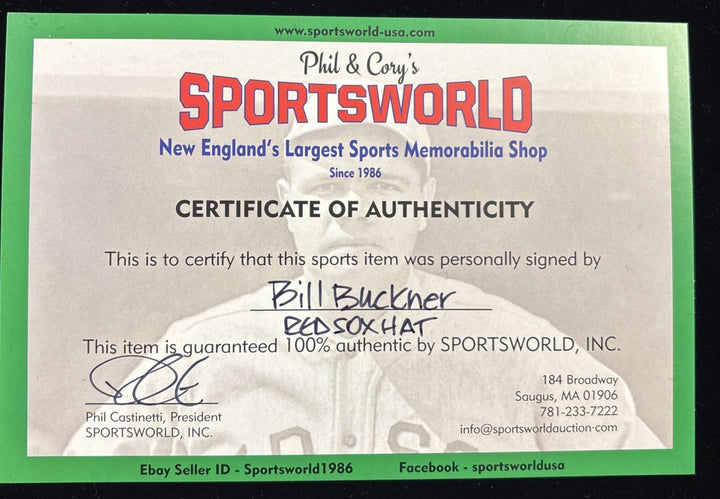 www.sportsworld-usa.com
Phil & Cory's
SPORTSWORLD
New England's Largest Sports Memorabilia Shop
Since 1986
CERTIFICATE OF AUTHENTICITY
This is to certify that this sports item was personally signed by
Bill Buckner
RED SOX HAT
This item is guaranteed 100% authentic by SPORTSWORLD, INC.
Phil Castinetti, President
SPORTSWORLD, INC.
184 Broadway
Saugus, MA 01906
781-233-7222
info@sportsworldauction.com
Ebay Seller ID - Sportsworld1986 Facebook - sportsworldusa